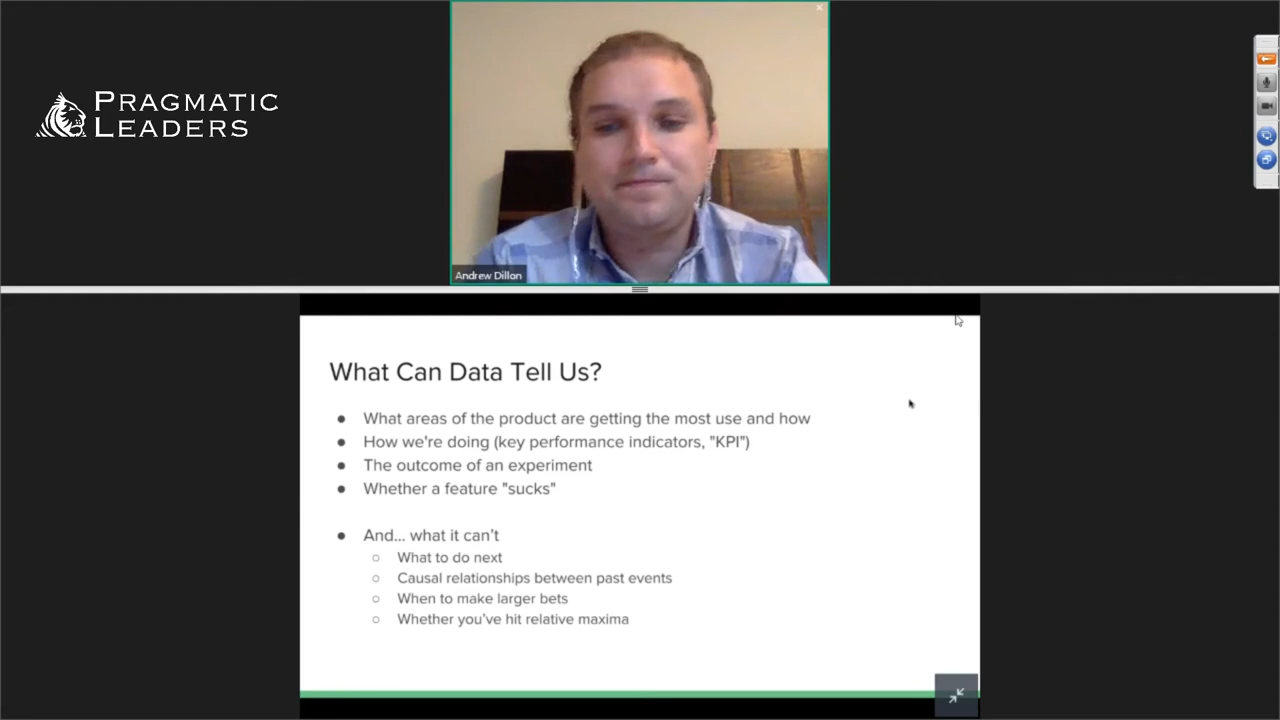 PRAGMATIC
LEADERS
Andrew Dillon
What Can Data Tell Us?
● What areas of the product are getting the most use and how
● How we're doing (key performance indicators, "KPI")
● The outcome of an experiment
● Whether a feature "sucks"
● And... what it can't
○ What to do next
○ Causal relationships between past events
○ When to make larger bets
○ Whether you've hit relative maxima